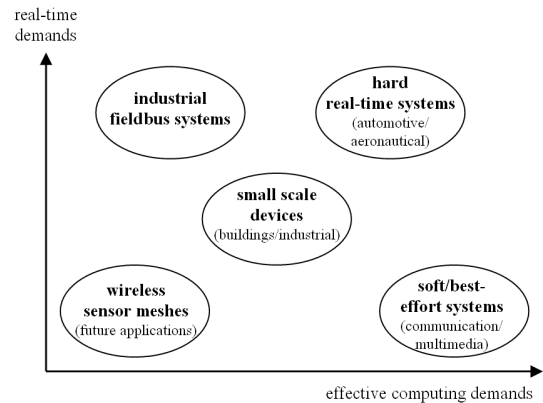 real-time
demands
industrial
fieldbus systems
hard
real-time systems
(automotive/
aeronautical)
small scale
devices
(buildings/industrial)
wireless
sensor meshes
(future applications)
soft/best-
effort systems
(communication/
multimedia)
effective computing demands